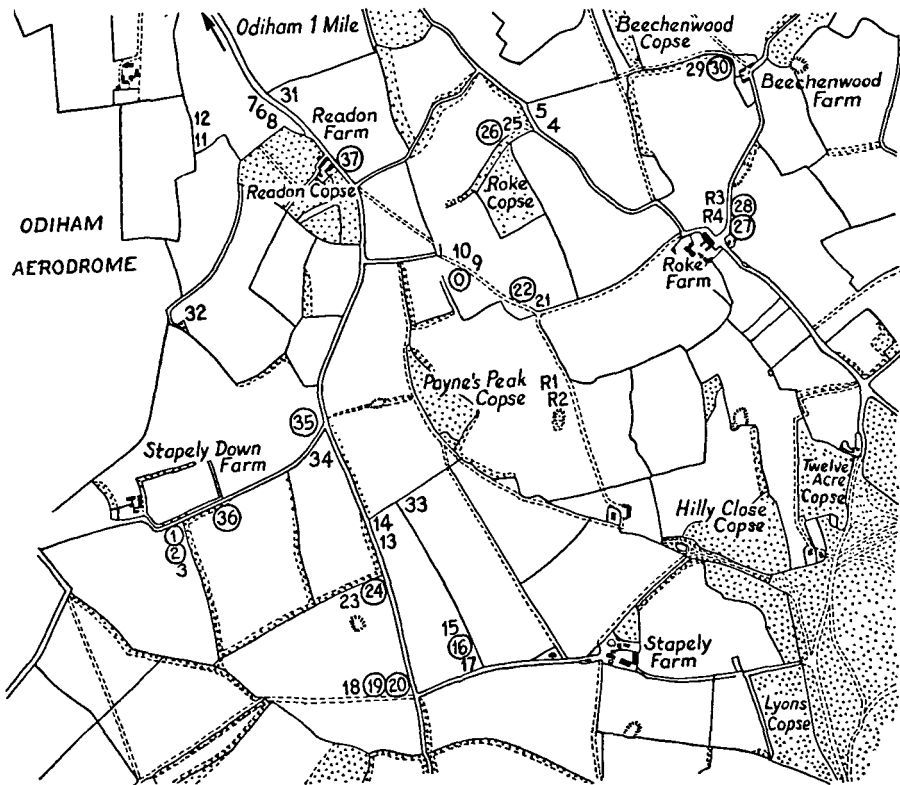 Odiham 1 Mile
Beechenwood
Copse
29 30
Beechenwood
Farm
31
7
6
8
12
11
Readon
Farm
37
Readon Copse
5
4
26 25
Roke
Copse
R3
R4
28
27
Roke
Farm
ODIHAM
AERODROME
10
9
0
22
21
32
Payne's Peak
Copse
R1
R2
35
34
Stapely Down
Farm
36
1
2
3
33
14
13
Twelve
Acre
Copse
Hilly Close
Copse
23 24
15
16
17
Stapely
Farm
18 19 20
Lyons
Copse